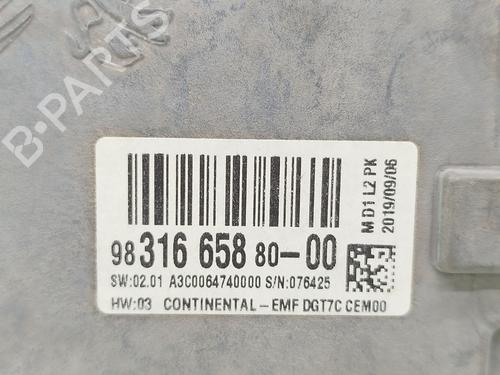 B-PARTS
98 316 658 80-00
SW:02.01 A3C0064740000 S/N:076425
HW:03 CONTINENTAL-EMF DGT7C CEM00
M D1 L2 PK
2019/09/06